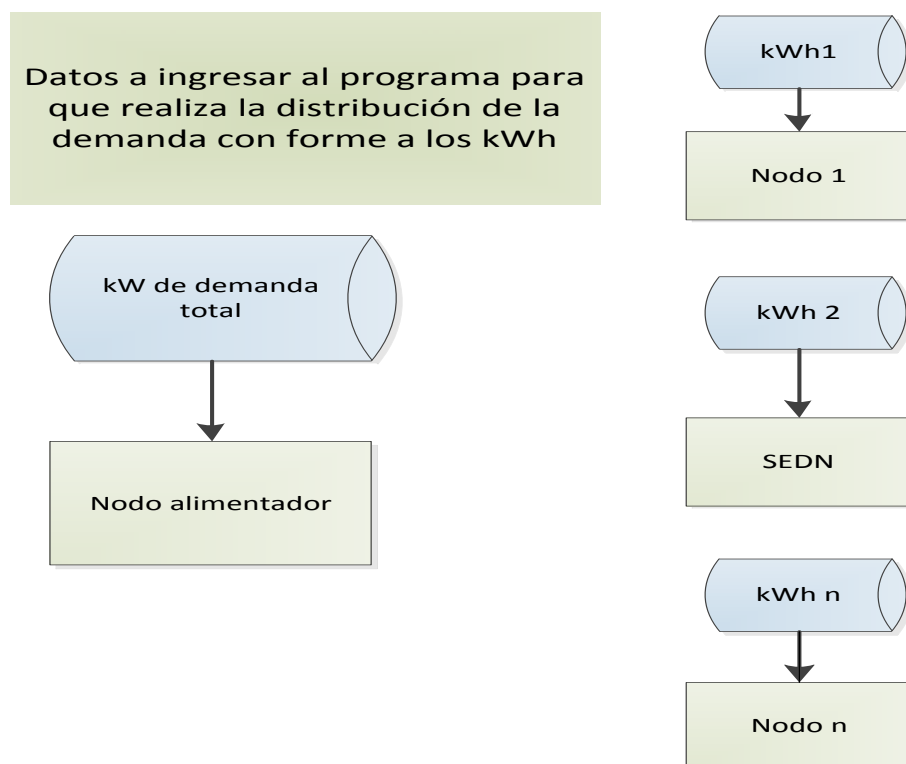 Datos a ingresar al programa para
que realiza la distribución de la
demanda con forme a los kWh
kW de demanda
total
Nodo alimentador
kWh1
Nodo 1
kWh 2
SEDN
kWh n
Nodo n